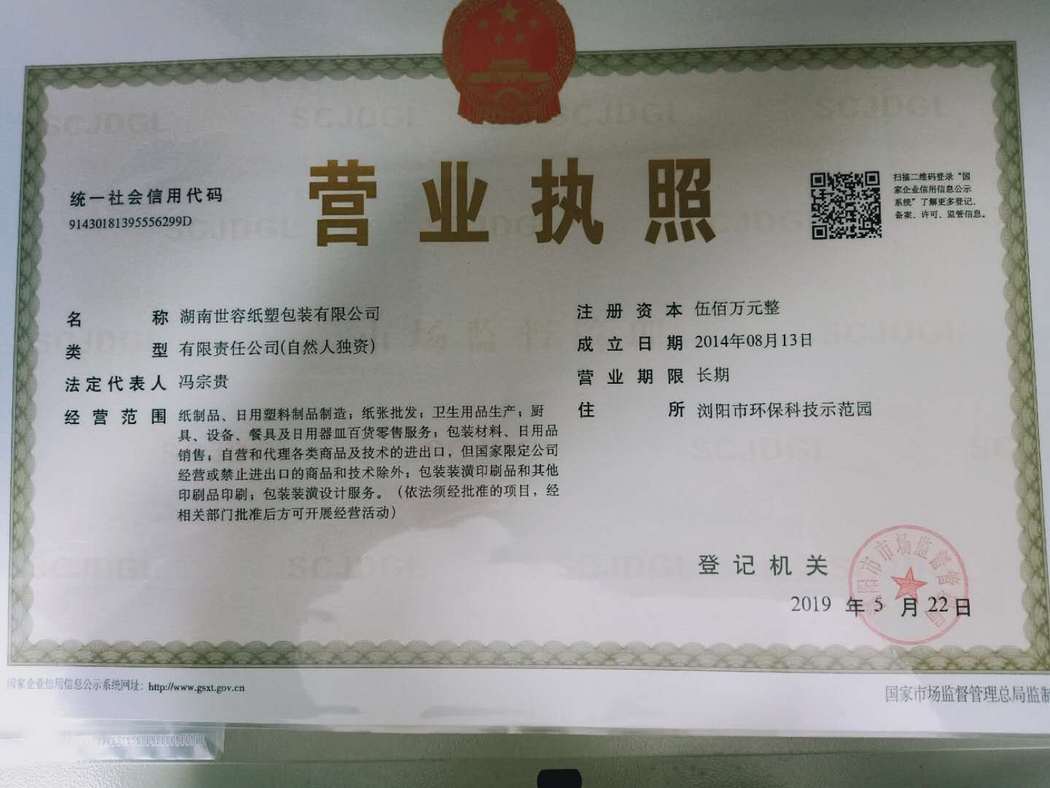 营业执照
统一社会信用代码
91430181395556299D
扫描二维码登录“国
家企业信用信息公示
系统”了解更多登记、
备案、许可、监管信息。
名称 湖南世容纸塑包装有限公司
类型 有限责任公司(自然人独资)
法定代表人 冯宗贵
经营范围 纸制品、日用塑料制品制造；纸张批发；卫生用品生产；厨
具、设备、餐具及日用器皿百货零售服务；包装材料、日用品
销售；自营和代理各类商品及技术的进出口，但国家限定公司
经营或禁止进出口的商品和技术除外；包装装潢印刷品和其他
印刷品印刷；包装装潢设计服务。（依法须经批准的项目，经
相关部门批准后方可开展经营活动）
注册资本 伍佰万元整
成立日期 2014年08月13日
营业期限 长期
住所 浏阳市环保科技示范园
登记机关
2019 年 5 月 22 日
国家企业信用信息公示系统网址：http://www.gsxt.gov.cn
国家市场监督管理总局监制